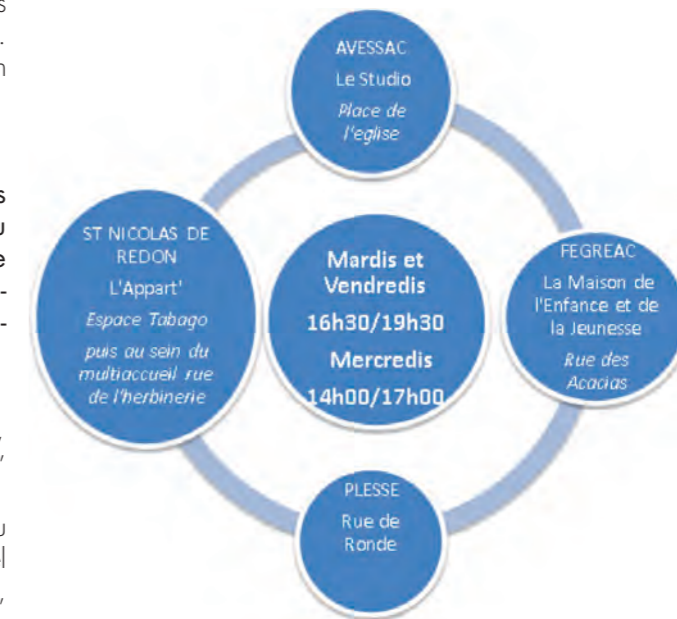 AVESSAC
Le Studio
Place de
l'eglise
ST NICOLAS DE
REDON
L'Appart'
Espace Tabago
puis au sein du
multiaccueil rue
de l'herbinerie
Mardis et
Vendredis
16h30/19h30
Mercredis
14h00/17h00
FEGREAC
La Maison de
l'Enfance et de
la Jeunesse
Rue des
Acacias
PLESSE
Rue de
Ronde